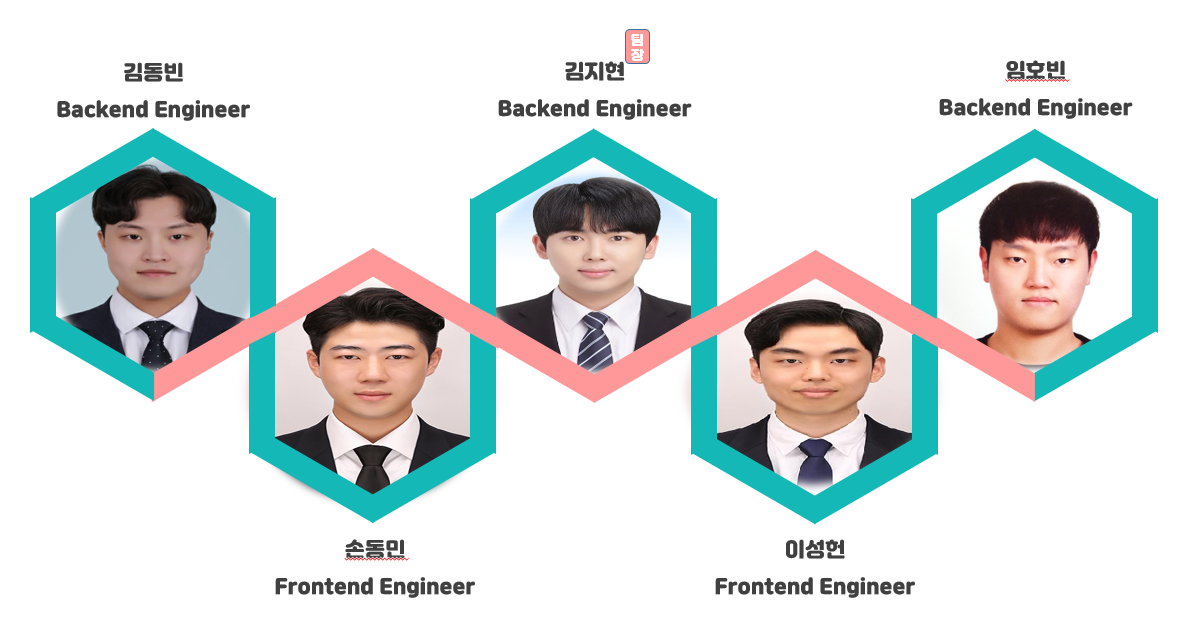 김동빈
Backend Engineer
팀
장
김지현
Backend Engineer
임호빈
Backend Engineer
손동민
Frontend Engineer
이성헌
Frontend Engineer